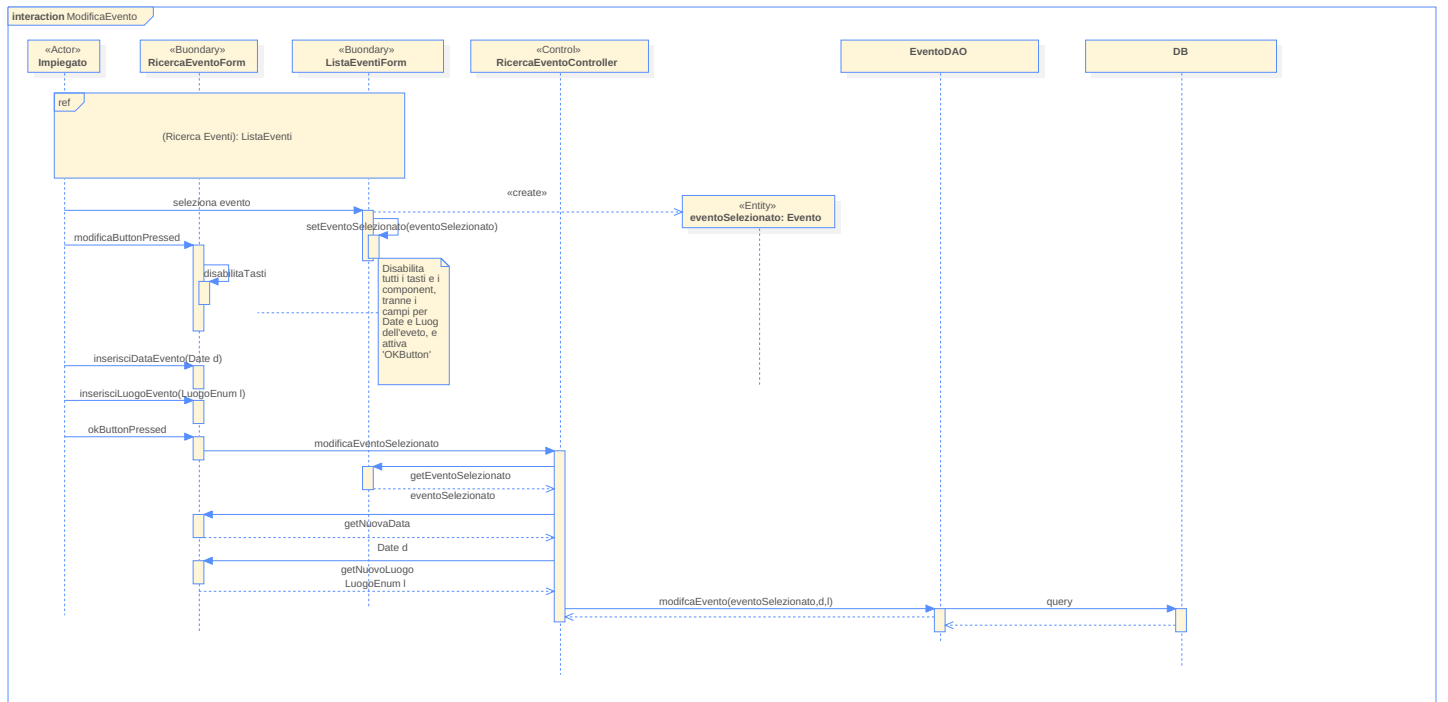 interaction ModificaEvento
«Actor»
Impiegato
«Buondary»
RicercaEventoForm
«Buondary»
ListaEventiForm
«Control»
RicercaEventoController
EventoDAO
DB
ref
(Ricerca Eventi): ListaEventi
«create»
seleziona evento
«Entity»
eventoSelezionato: Evento
setEventoSelezionato(eventoSelezionato)
modificaButtonPressed
disabilitaTasti
Disabilita
tutti i tasti e i
component,
tranne i
campi per
Date e Luog
dell'eveto, e
attiva
'OKButton'
inserisciDataEvento(Date d)
inserisciLuogoEvento(LuogoEnum l)
okButtonPressed
modificaEventoSelezionato
getEventoSelezionato
eventoSelezionato
getNuovaData
Date d
getNuovoLuogo
LuogoEnum l
modifcaEvento(eventoSelezionato,d,l)
query